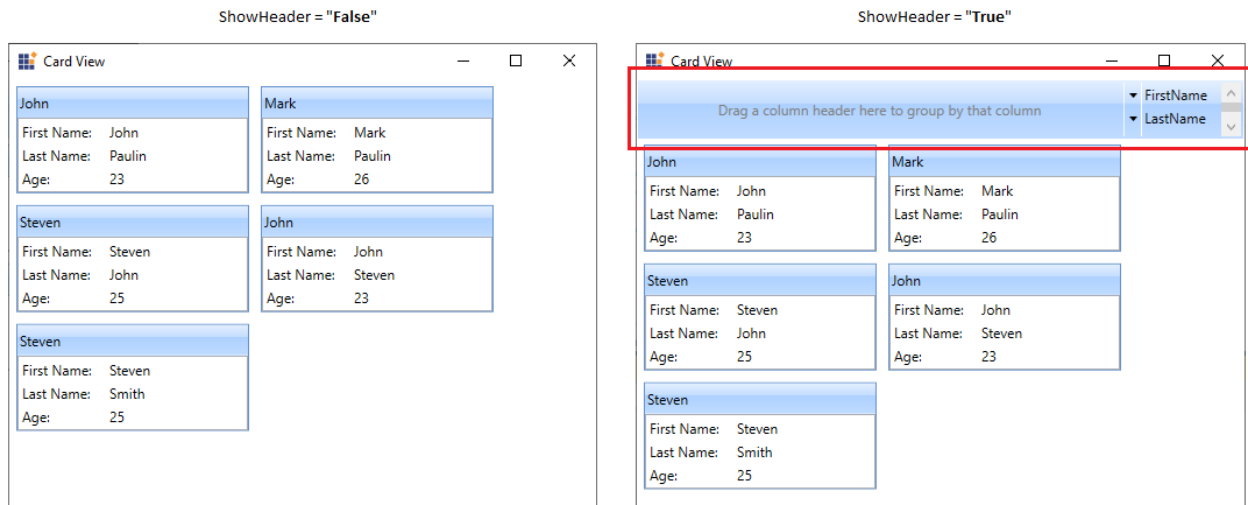 ShowHeader = "False"
Card View
John
First Name: John
Last Name: Paulin
Age: 23
Mark
First Name: Mark
Last Name: Paulin
Age: 26
Steven
First Name: Steven
Last Name: John
Age: 25
John
First Name: John
Last Name: Steven
Age: 23
Steven
First Name: Steven
Last Name: Smith
Age: 25
ShowHeader = "True"
Card View
Drag a column header here to group by that column
FirstName
LastName
John
First Name: John
Last Name: Paulin
Age: 23
Mark
First Name: Mark
Last Name: Paulin
Age: 26
Steven
First Name: Steven
Last Name: John
Age: 25
John
First Name: John
Last Name: Steven
Age: 23
Steven
First Name: Steven
Last Name: Smith
Age: 25